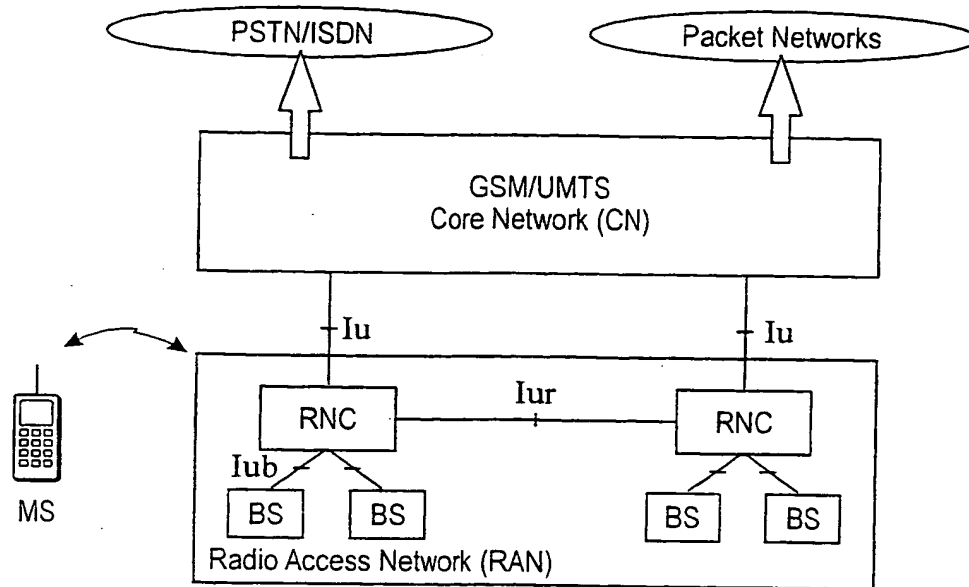 PSTN/ISDN
Packet Networks
GSM/UMTS
Core Network (CN)
Iu
Iu
Iur
RNC
RNC
Iub
BS
BS
BS
BS
MS
Radio Access Network (RAN)